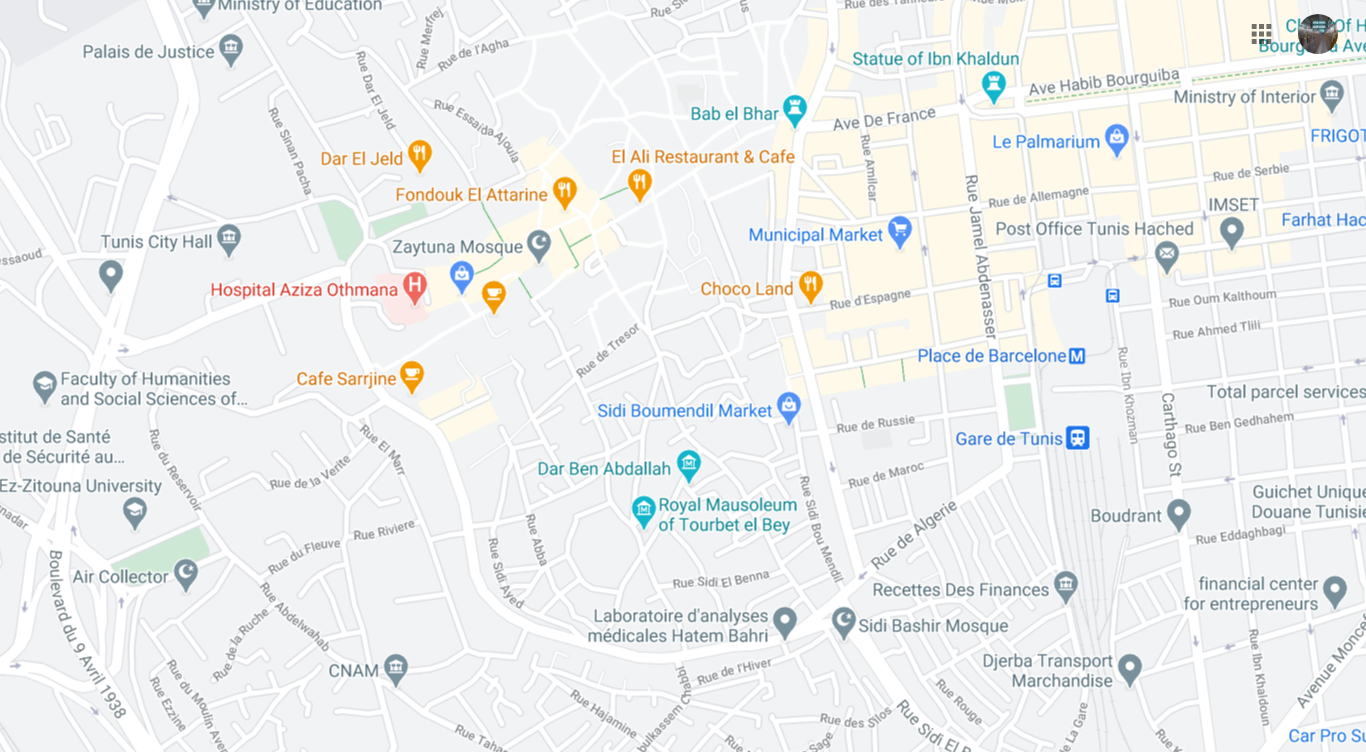 Ministry of Education
Rue des Tanneurs
Palais de Justice
Rue Merfej
Rue de l'Agha
Statue of Ibn Khaldun
Rue Dar El Jeld
Ave Habib Bourguiba
Ministry of Interior
Rue Sinan Pacha
Rue Essaida Ajoula
Bab el Bhar
Ave De France
Le Palmarium
FRIGOT
Dar El Jeld
El Ali Restaurant & Cafe
Rue Amilcar
Rue de Serbie
Fondouk El Attarine
Rue de Allemagne
IMSET
Tunis City Hall
Zaytuna Mosque
Municipal Market
Rue Jamel Abdenasser
Post Office Tunis Hached
Farhat Hac
essaoud
Hospital Aziza Othmana
Choco Land
Rue d'Espagne
Rue Oum Kalthoum
Rue Ahmed Tlili
Rue de Tresor
Place de Barcelone
M
Rue Ibn Khozman
Faculty of Humanities
and Social Sciences of...
Cafe Sarrjine
Total parcel services
Carthago St
Sidi Boumendil Market
Rue de Russie
Rue Ben Gedhahem
stitut de Santé
de Sécurité au...
Rue du Reservoir
Rue El Marr
Gare de Tunis
Rue de la Verite
Dar Ben Abdallah
Rue de Maroc
Ez-Zitouna University
Royal Mausoleum
of Tourbet el Bey
Rue Sidi Bou Mendil
Guichet Unique
Douane Tunisie
Boudrant
Rue Riviere
Rue Abba
Rue de Algerie
Rue Eddaghbagi
Rue du Fleuve
Rue Sidi Ayed
Air Collector
Rue Sidi El Benna
Recettes Des Finances
financial center
for entrepreneurs
Boulevard du 9 Avril 1938
Rue Abdelwahab
Rue de la Ruche
Laboratoire d'analyses
médicales Hatem Bahri
Sidi Bashir Mosque
CNAM
Rue de l'Hiver
Djerba Transport
Marchandise
Rue Ibn Khaldoun
Avenue Monc
Rue Ezzine
Rue du Moulin
Rue Hajamine
Rue Rouge
Rue des Silos
Rue Sidi El B
De La Gare
Rue Taha
Sage
Car Pro S